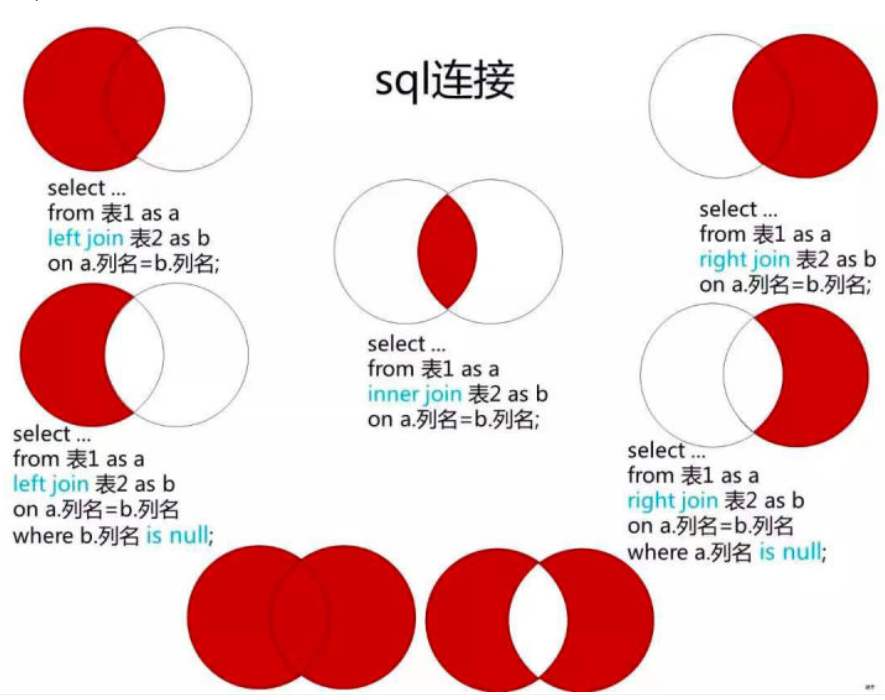 sql连接
select ...
from 表1 as a
left join 表2 as b
on a.列名=b.列名;
select ...
from 表1 as a
right join 表2 as b
on a.列名=b.列名;
select ...
from 表1 as a
inner join 表2 as b
on a.列名=b.列名;
select ...
from 表1 as a
left join 表2 as b
on a.列名=b.列名
where b.列名 is null;
select ...
from 表1 as a
right join 表2 as b
on a.列名=b.列名
where a.列名 is null;